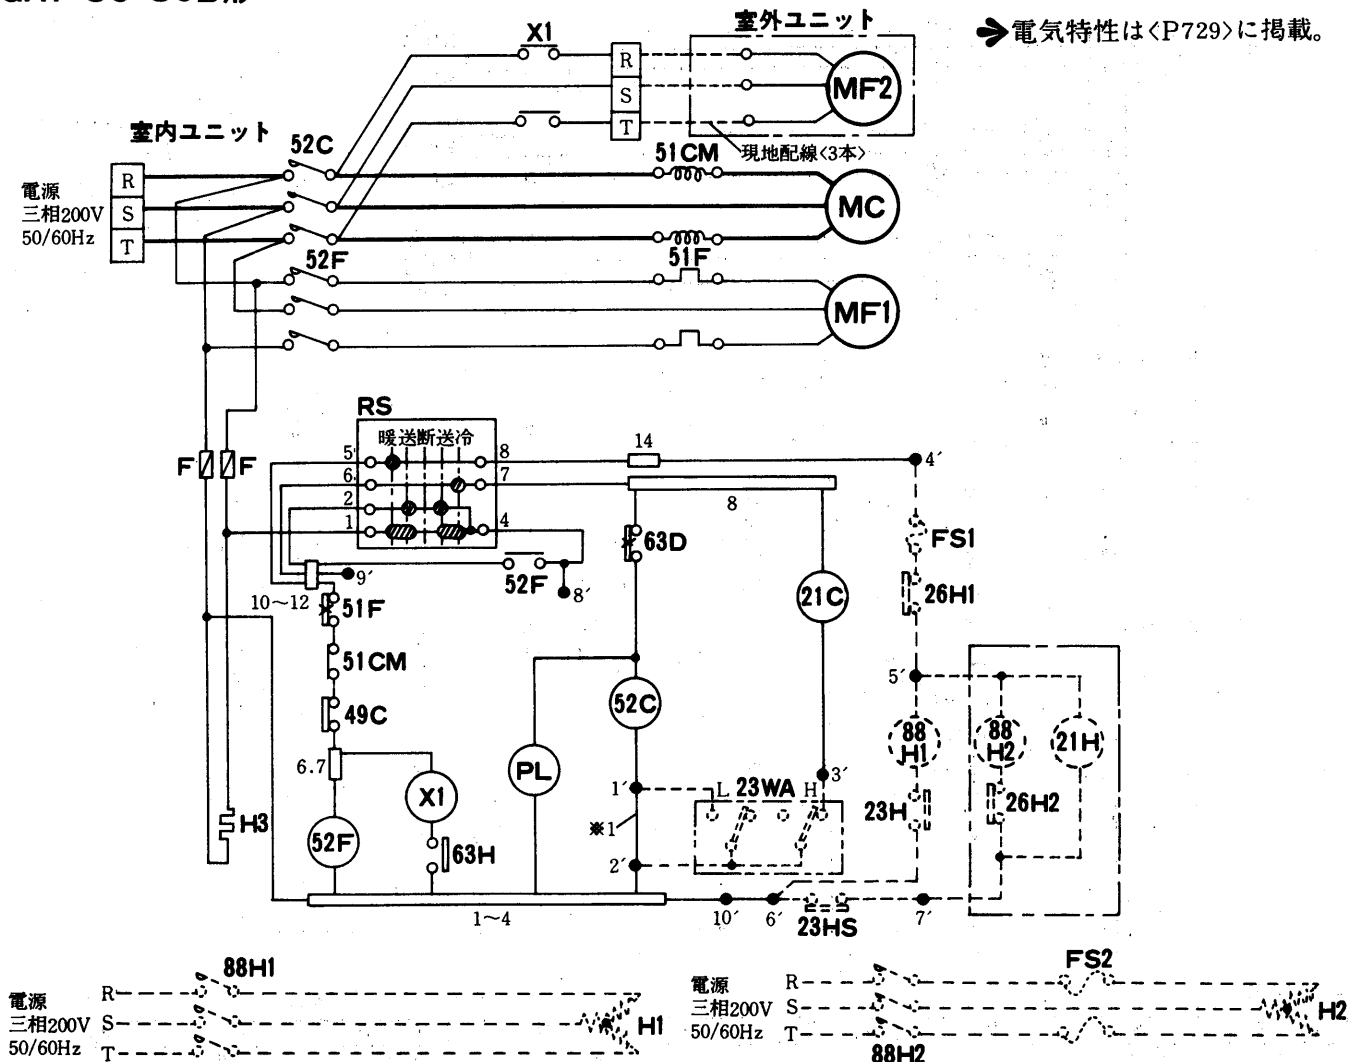 室外ユニット
電気特性は〈P729〉に掲載。
X1
R
S
T
MF2
現地配線〈3本〉
室内ユニット
52C
51CM
電源
三相200V
50/60Hz
R
S
T
MC
52F
51F
MF1
RS
暖送断送冷
5
6
2
1
8
7
4
F
F
14
4′
8
63D
FS1
52F
9′
8′
10～12
51F
21C
26H1
51CM
5′
49C
52C
88
H1
88
H2
21H
6.7
PL
X1
3′
1′
L
23WA
H
23H
26H2
※1
H3
52F
63H
2′
1～4
10′
6′
7′
23HS
88H1
電源
三相200V
50/60Hz
R
S
T
H1
FS2
電源
三相200V
50/60Hz
R
S
T
H2
88H2